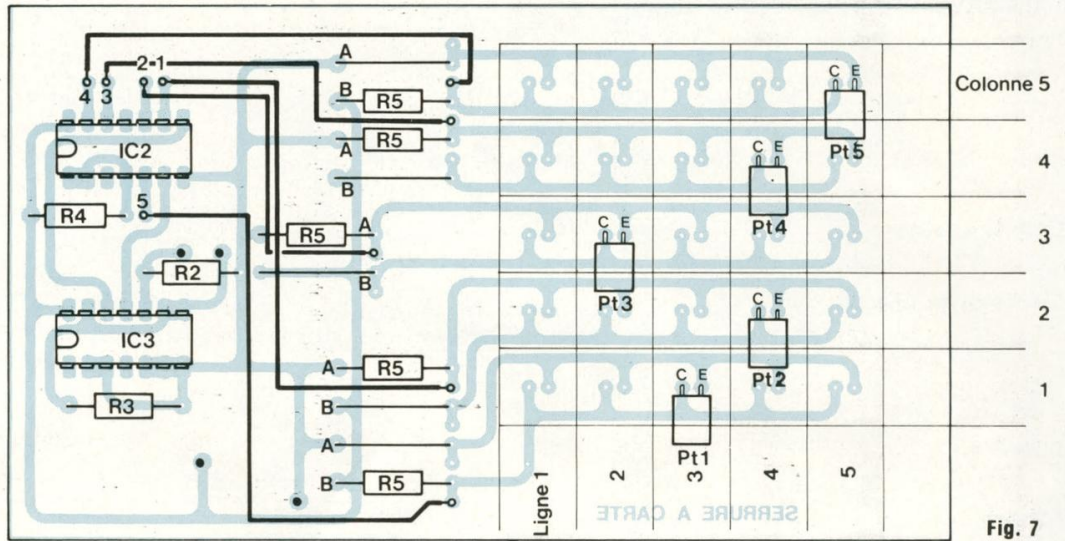 A
2-1
C E
Colonne 5
4 3
B R5
A R5
IC2
Pt5
C E
4
B
R4
5
Pt4
R5 A
C E
3
R2
B
Pt3
C E
2
IC3
A R5
Pt2
C E
R3
B
1
A
Pt1
B R5
Ligne 1 2 3 4 5
SERRURE A CARTE
Fig. 7